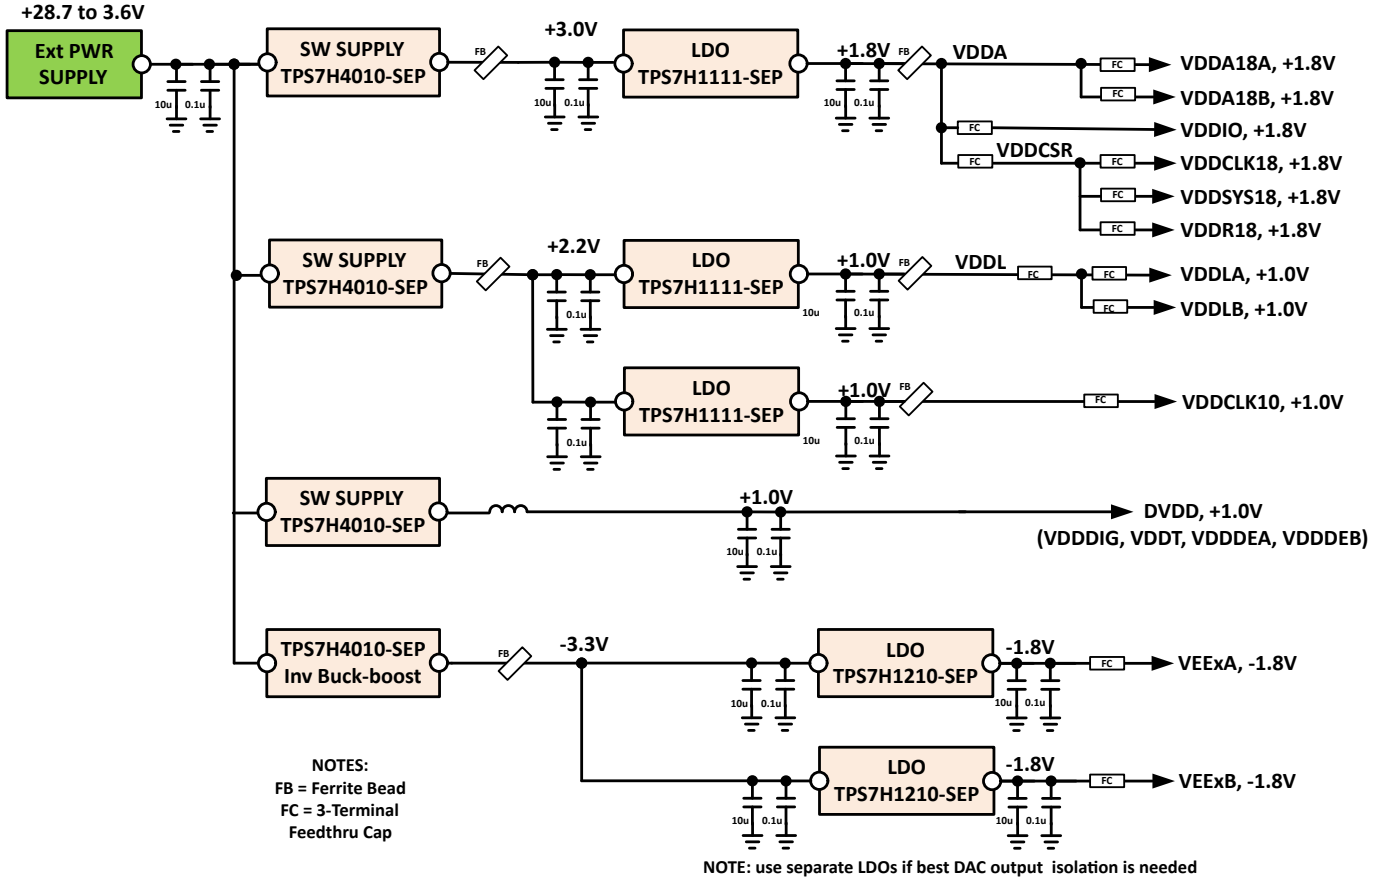 +28.7 to 3.6V
Ext PWR
SUPPLY
10u
0.1u
SW SUPPLY
TPS7H4010-SEP
FB
+3.0V
10u
0.1u
LDO
TPS7H1111-SEP
+1.8V
10u
0.1u
FB
VDDA
FC
VDDA18A, +1.8V
FC
VDDA18B, +1.8V
FC
VDDIO, +1.8V
FC
VDDCSR
FC
VDDCLK18, +1.8V
FC
VDDSYS18, +1.8V
FC
VDDR18, +1.8V
SW SUPPLY
TPS7H4010-SEP
FB
+2.2V
0.1u
LDO
TPS7H1111-SEP
+1.0V
10u
0.1u
FB
VDDL
FC
FC
VDDLA, +1.0V
FC
VDDLB, +1.0V
0.1u
LDO
TPS7H1111-SEP
+1.0V
10u
0.1u
FB
FC
VDDCLK10, +1.0V
SW SUPPLY
TPS7H4010-SEP
+1.0V
10u
0.1u
DVDD, +1.0V
(VDDDIG, VDDT, VDDDEA, VDDDEB)
TPS7H4010-SEP
Inv Buck-boost
FB
-3.3V
10u
0.1u
LDO
TPS7H1210-SEP
-1.8V
10u
0.1u
FC
VEExA, -1.8V
10u
0.1u
LDO
TPS7H1210-SEP
-1.8V
10u
0.1u
FC
VEExB, -1.8V
NOTES:
FB = Ferrite Bead
FC = 3-Terminal
Feedthru Cap
NOTE: use separate LDOs if best DAC output isolation is needed